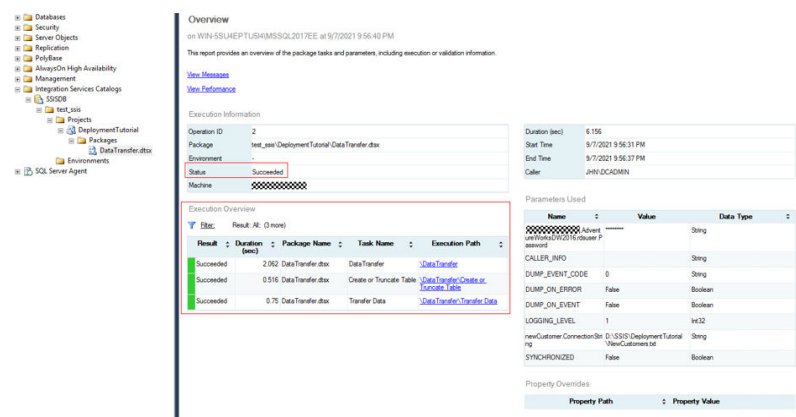 Databases
Security
Server Objects
Replication
PolyBase
AlwaysOn High Availability
Management
Integration Services Catalogs
SSISDB
test_ssis
Projects
DeploymentTutorial
Packages
DataTransfer.dtsx
Environments
SQL Server Agent
Overview
on WIN-5SU4EPTU5I4\MSSQL2017EE at 9/7/2021 9:56:40 PM
This report provides an overview of the package tasks and parameters, including execution or validation information.
View Messages
View Performance
Execution Information
Operation ID 2
Package test_ssis\DeploymentTutorial\DataTransfer.dtsx
Environment -
Status Succeeded
Machine
Duration (sec) 6.156
Start Time 9/7/2021 9:56:31 PM
End Time 9/7/2021 9:56:37 PM
Caller JHN\DCADMIN
Execution Overview
Filter: Result: All; (3 more)
Result Duration (sec) Package Name Task Name Execution Path
Succeeded 2.062 DataTransfer.dtsx DataTransfer \DataTransfer
Succeeded 0.516 DataTransfer.dtsx Create or Truncate Table \DataTransfer\Create or
Truncate Table
Succeeded 0.75 DataTransfer.dtsx Transfer Data \DataTransfer\Transfer Data
Parameters Used
Name Value Data Type
.Advent ******** String
ureWorksDW2016.rdauser.P
assword
CALLER_INFO String
DUMP_EVENT_CODE 0 String
DUMP_ON_ERROR False Boolean
DUMP_ON_EVENT False Boolean
LOGGING_LEVEL 1 Int32
newCustomer.ConnectionStri D:\SSIS\DeploymentTutorial String
ng \NewCustomers.txt
SYNCHRONIZED False Boolean
Property Overrides
Property Path Property Value